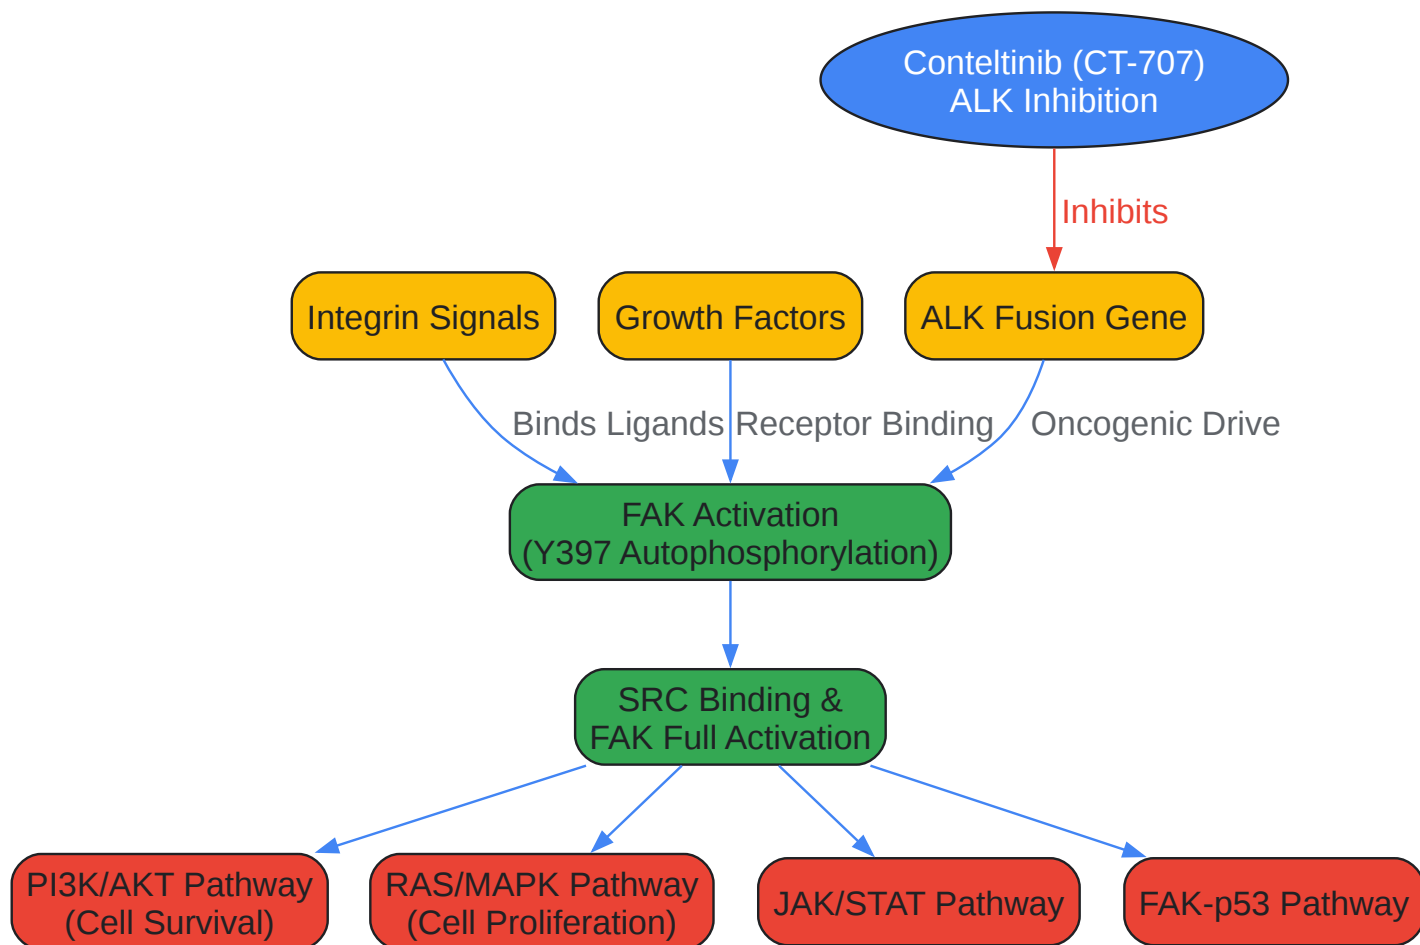 Conteltinib (CT-707)
ALK Inhibition
Inhibits
Integrin Signals
Growth Factors
ALK Fusion Gene
Binds Ligands
Receptor Binding
Oncogenic Drive
FAK Activation
(Y397 Autophosphorylation)
SRC Binding &
FAK Full Activation
PI3K/AKT Pathway
(Cell Survival)
RAS/MAPK Pathway
(Cell Proliferation)
JAK/STAT Pathway
FAK-p53 Pathway